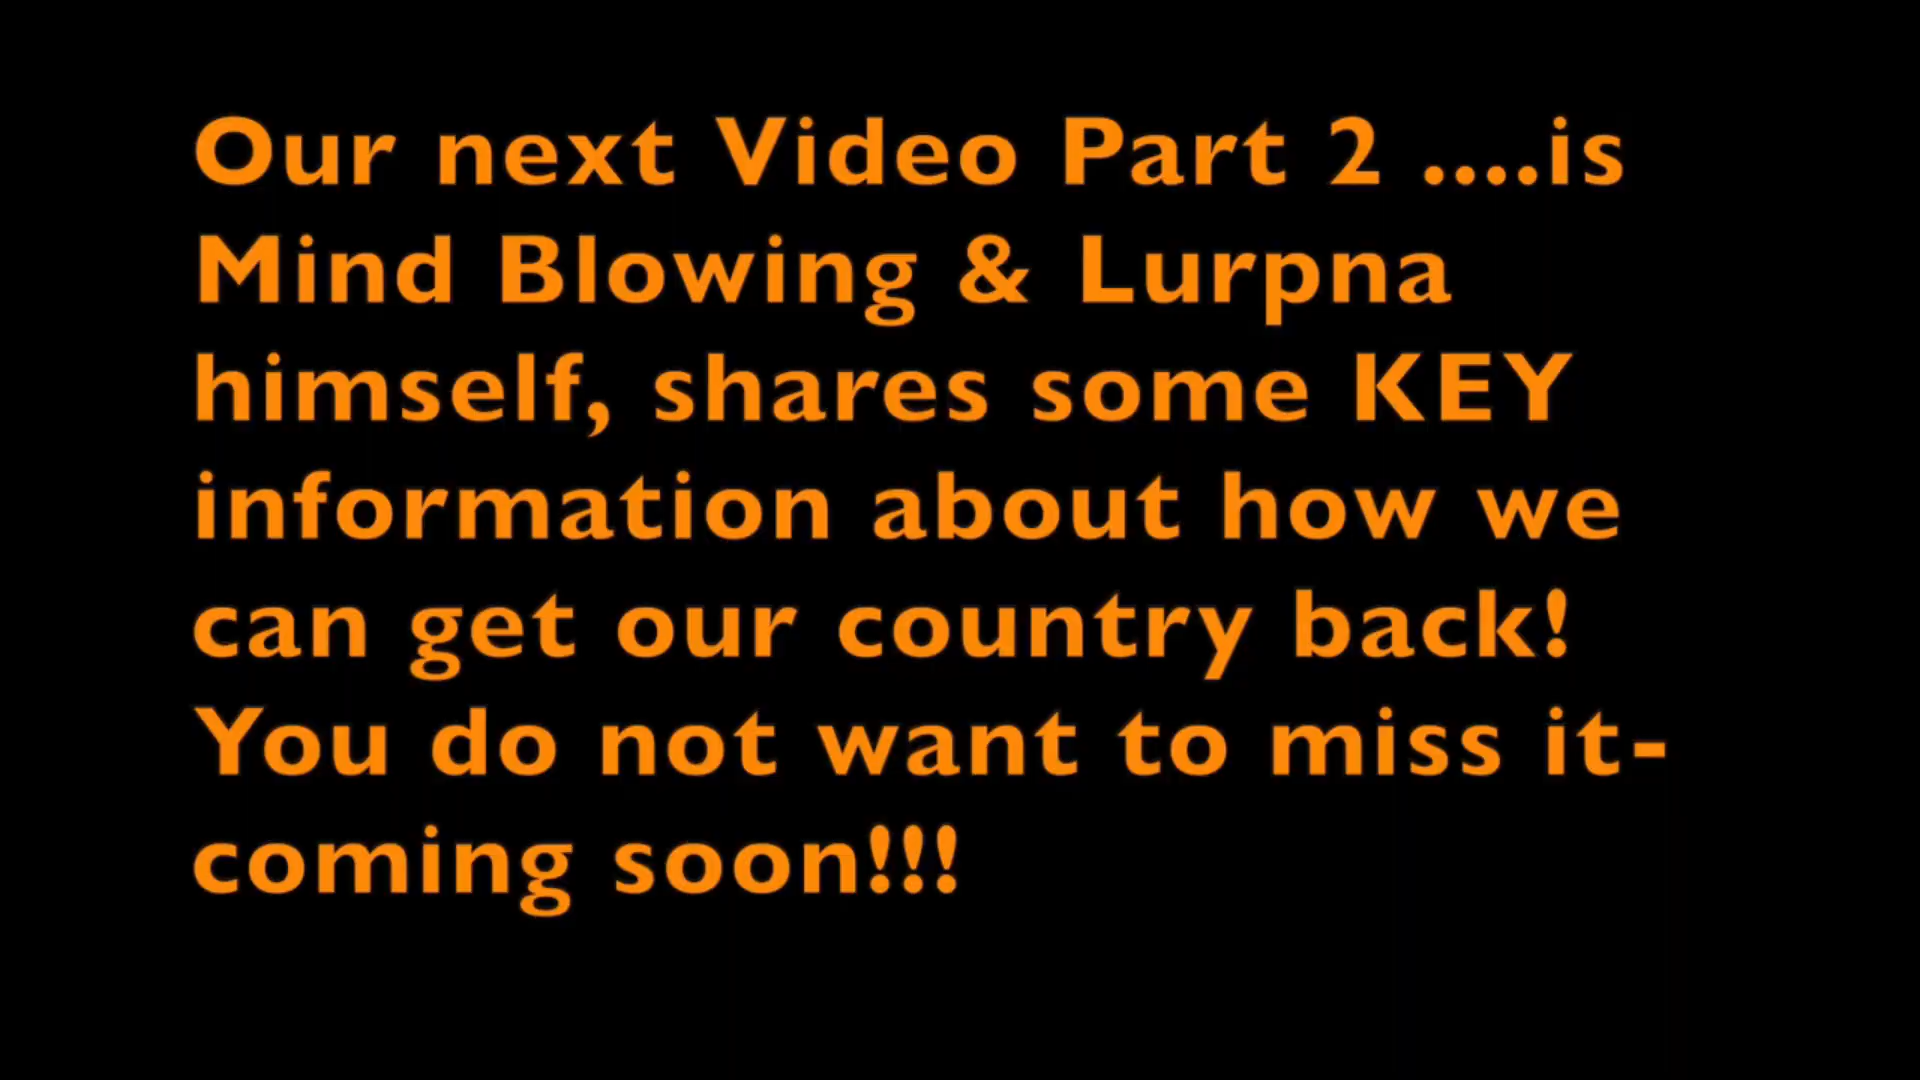 Our next Video Part 2 ....is
Mind Blowing & Lurpna
himself, shares some KEY
information about how we
can get our country back!
You do not want to miss it-
coming soon!!!